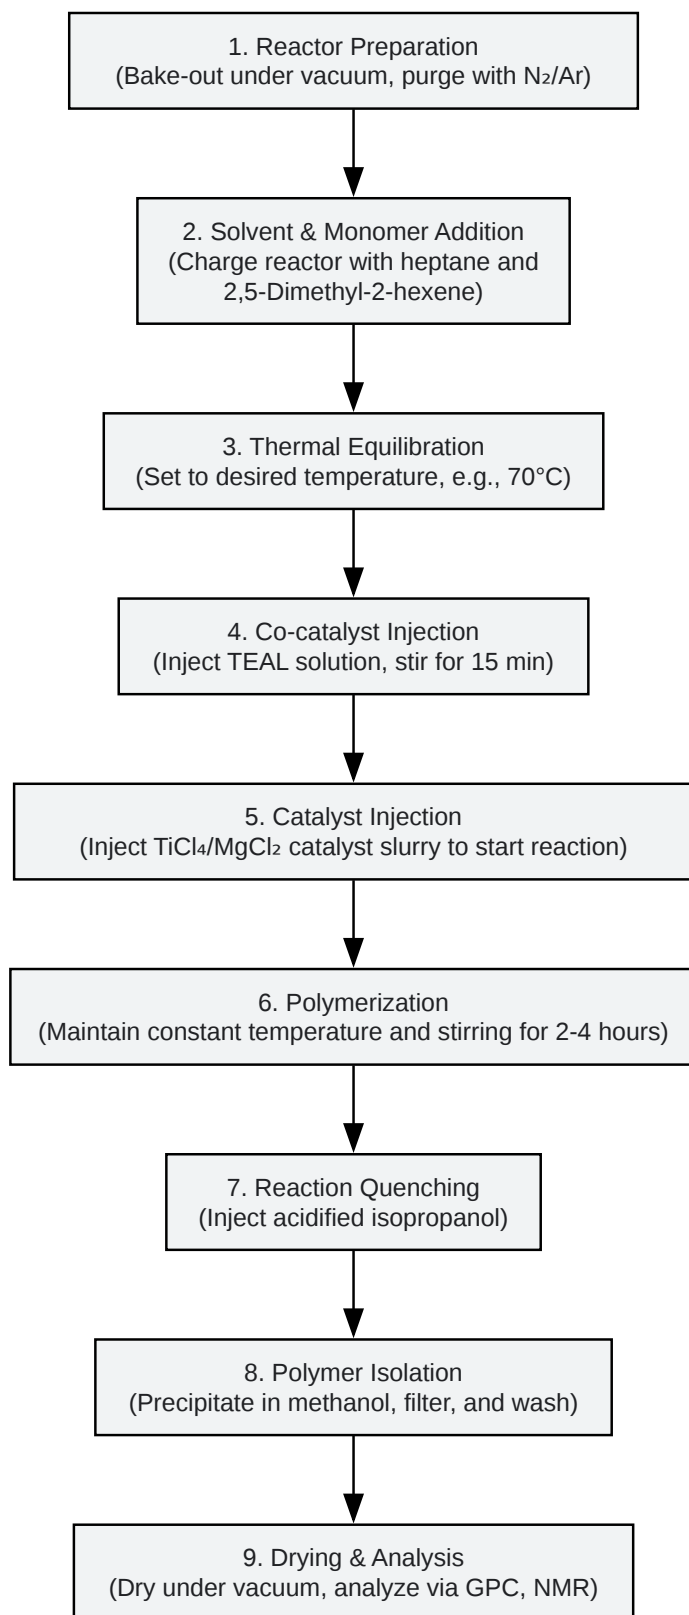 1. Reactor Preparation
(Bake-out under vacuum, purge with N₂/Ar)
2. Solvent & Monomer Addition
(Charge reactor with heptane and
2,5-Dimethyl-2-hexene)
3. Thermal Equilibration
(Set to desired temperature, e.g., 70°C)
4. Co-catalyst Injection
(Inject TEAL solution, stir for 15 min)
5. Catalyst Injection
(Inject TiCl₄/MgCl₂ catalyst slurry to start reaction)
6. Polymerization
(Maintain constant temperature and stirring for 2-4 hours)
7. Reaction Quenching
(Inject acidified isopropanol)
8. Polymer Isolation
(Precipitate in methanol, filter, and wash)
9. Drying & Analysis
(Dry under vacuum, analyze via GPC, NMR)